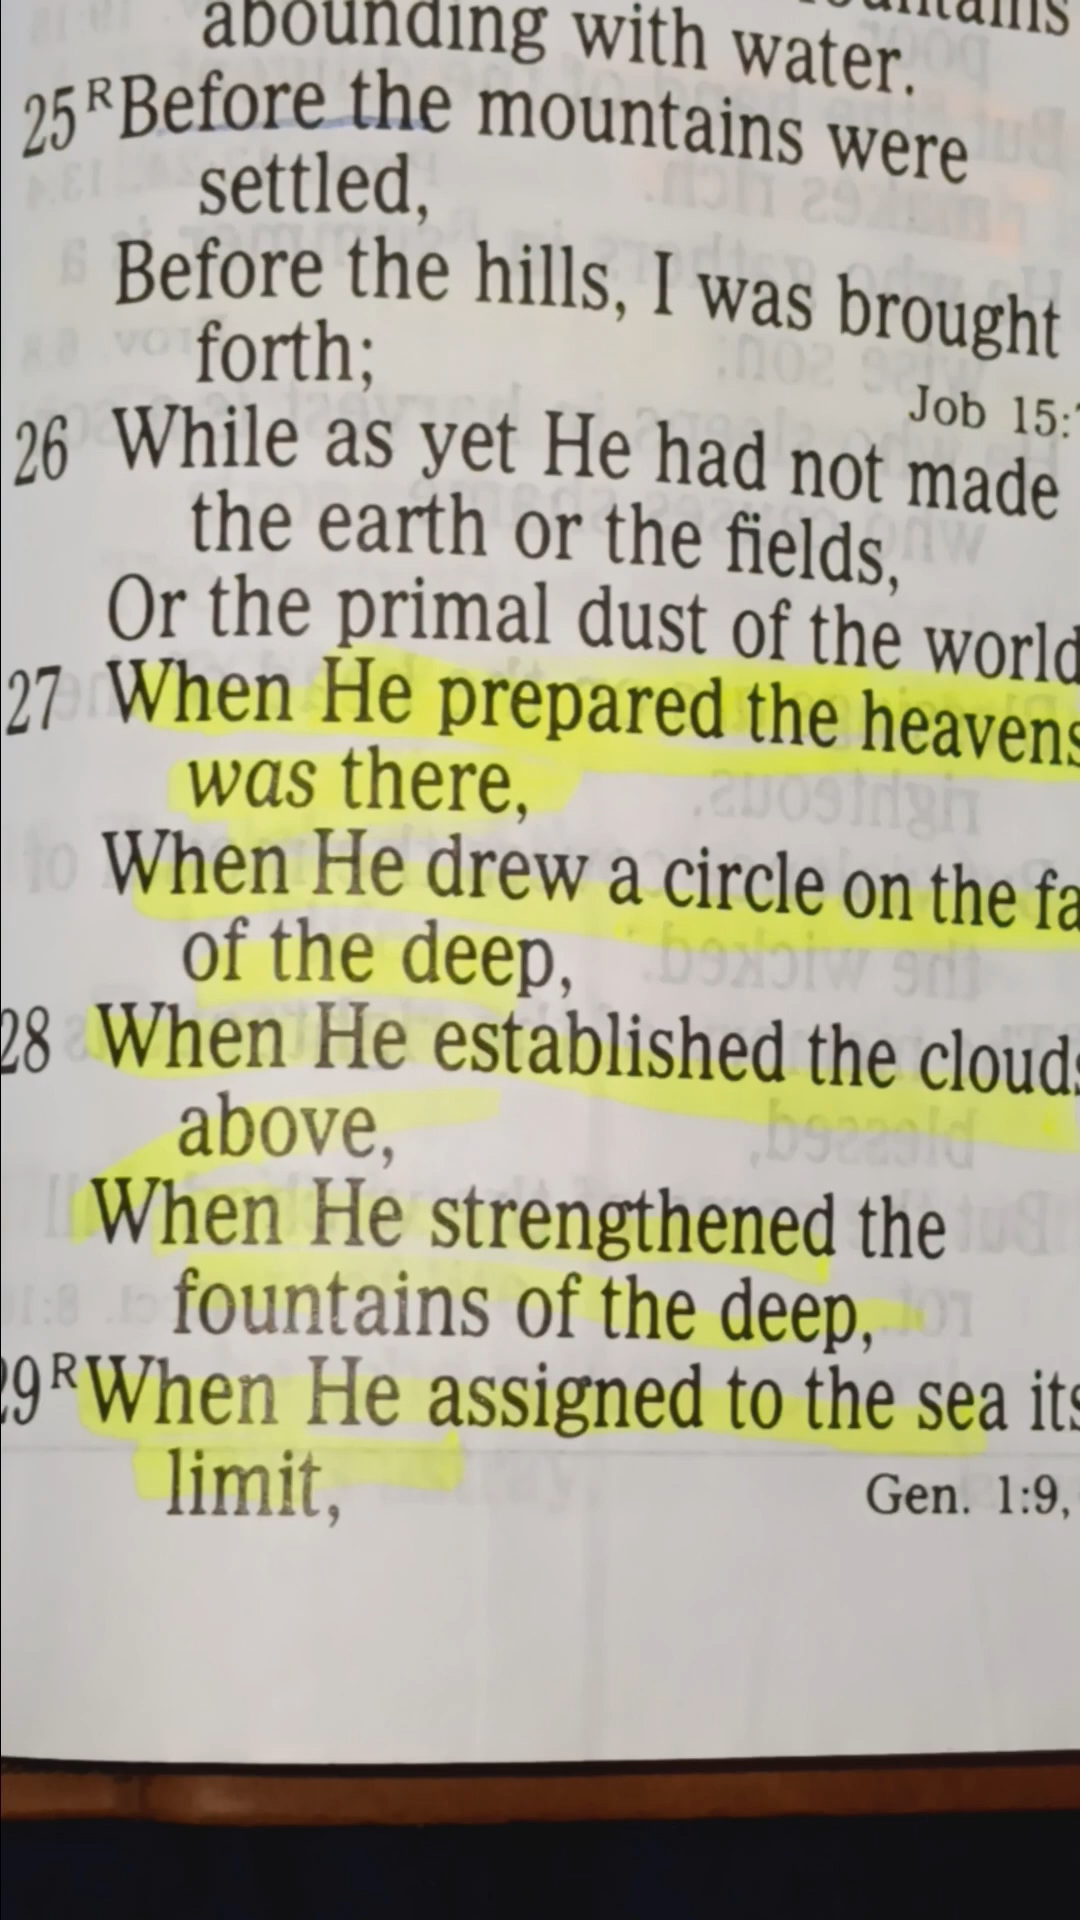 abounding with water.
25 R Before the mountains were
settled,
Before the hills, I was brought
forth;
Job 15:
26 While as yet He had not made
the earth or the fields,
Or the primal dust of the world
27 When He prepared the heavens
was there,
When He drew a circle on the fa
of the deep,
28 When He established the clouds
above,
When He strengthened the
fountains of the deep,
29 R When He assigned to the sea its
limit,
Gen. 1:9,